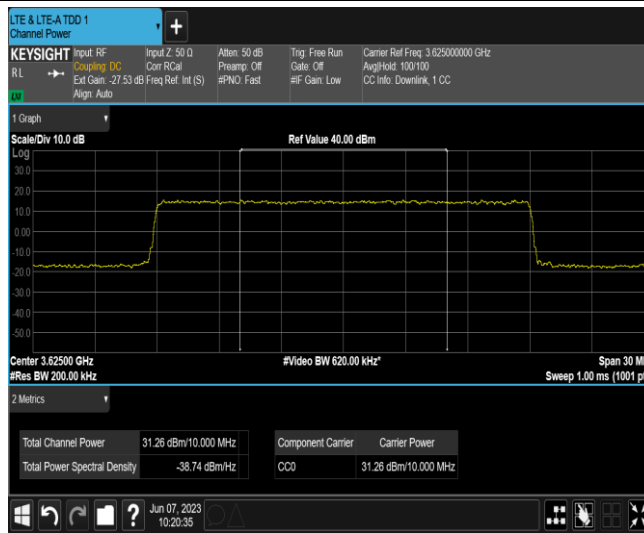 LTE & LTE-A TDD 1
Channel Power
+
KEYSIGHT
RL
LXI
Input: RF
Coupling: DC
Ext Gain: -27.53 dB
Align: Auto
Input Z: 50 Ω
Corr RCal
Freq Ref: Int (S)
Atten: 50 dB
Preamp: Off
#PNO: Fast
Trig: Free Run
Gate: Off
#IF Gain: Low
Carrier Ref Freq: 3.625000000 GHz
Avg|Hold: 100/100
CC Info: Downlink, 1 CC
1 Graph
Scale/Div 10.0 dB
Ref Value 40.00 dBm
Log
30.0
20.0
10.0
0.00
-10.0
-20.0
-30.0
-40.0
-50.0
Center 3.62500 GHz
#Video BW 620.00 kHz*
Span 30 M
#Res BW 200.00 kHz
Sweep 1.00 ms (1001 pt
2 Metrics
Total Channel Power 31.26 dBm/10.000 MHz
Total Power Spectral Density -38.74 dBm/Hz
Component Carrier Carrier Power
CC0 31.26 dBm/10.000 MHz
?
Jun 07, 2023
10:20:35